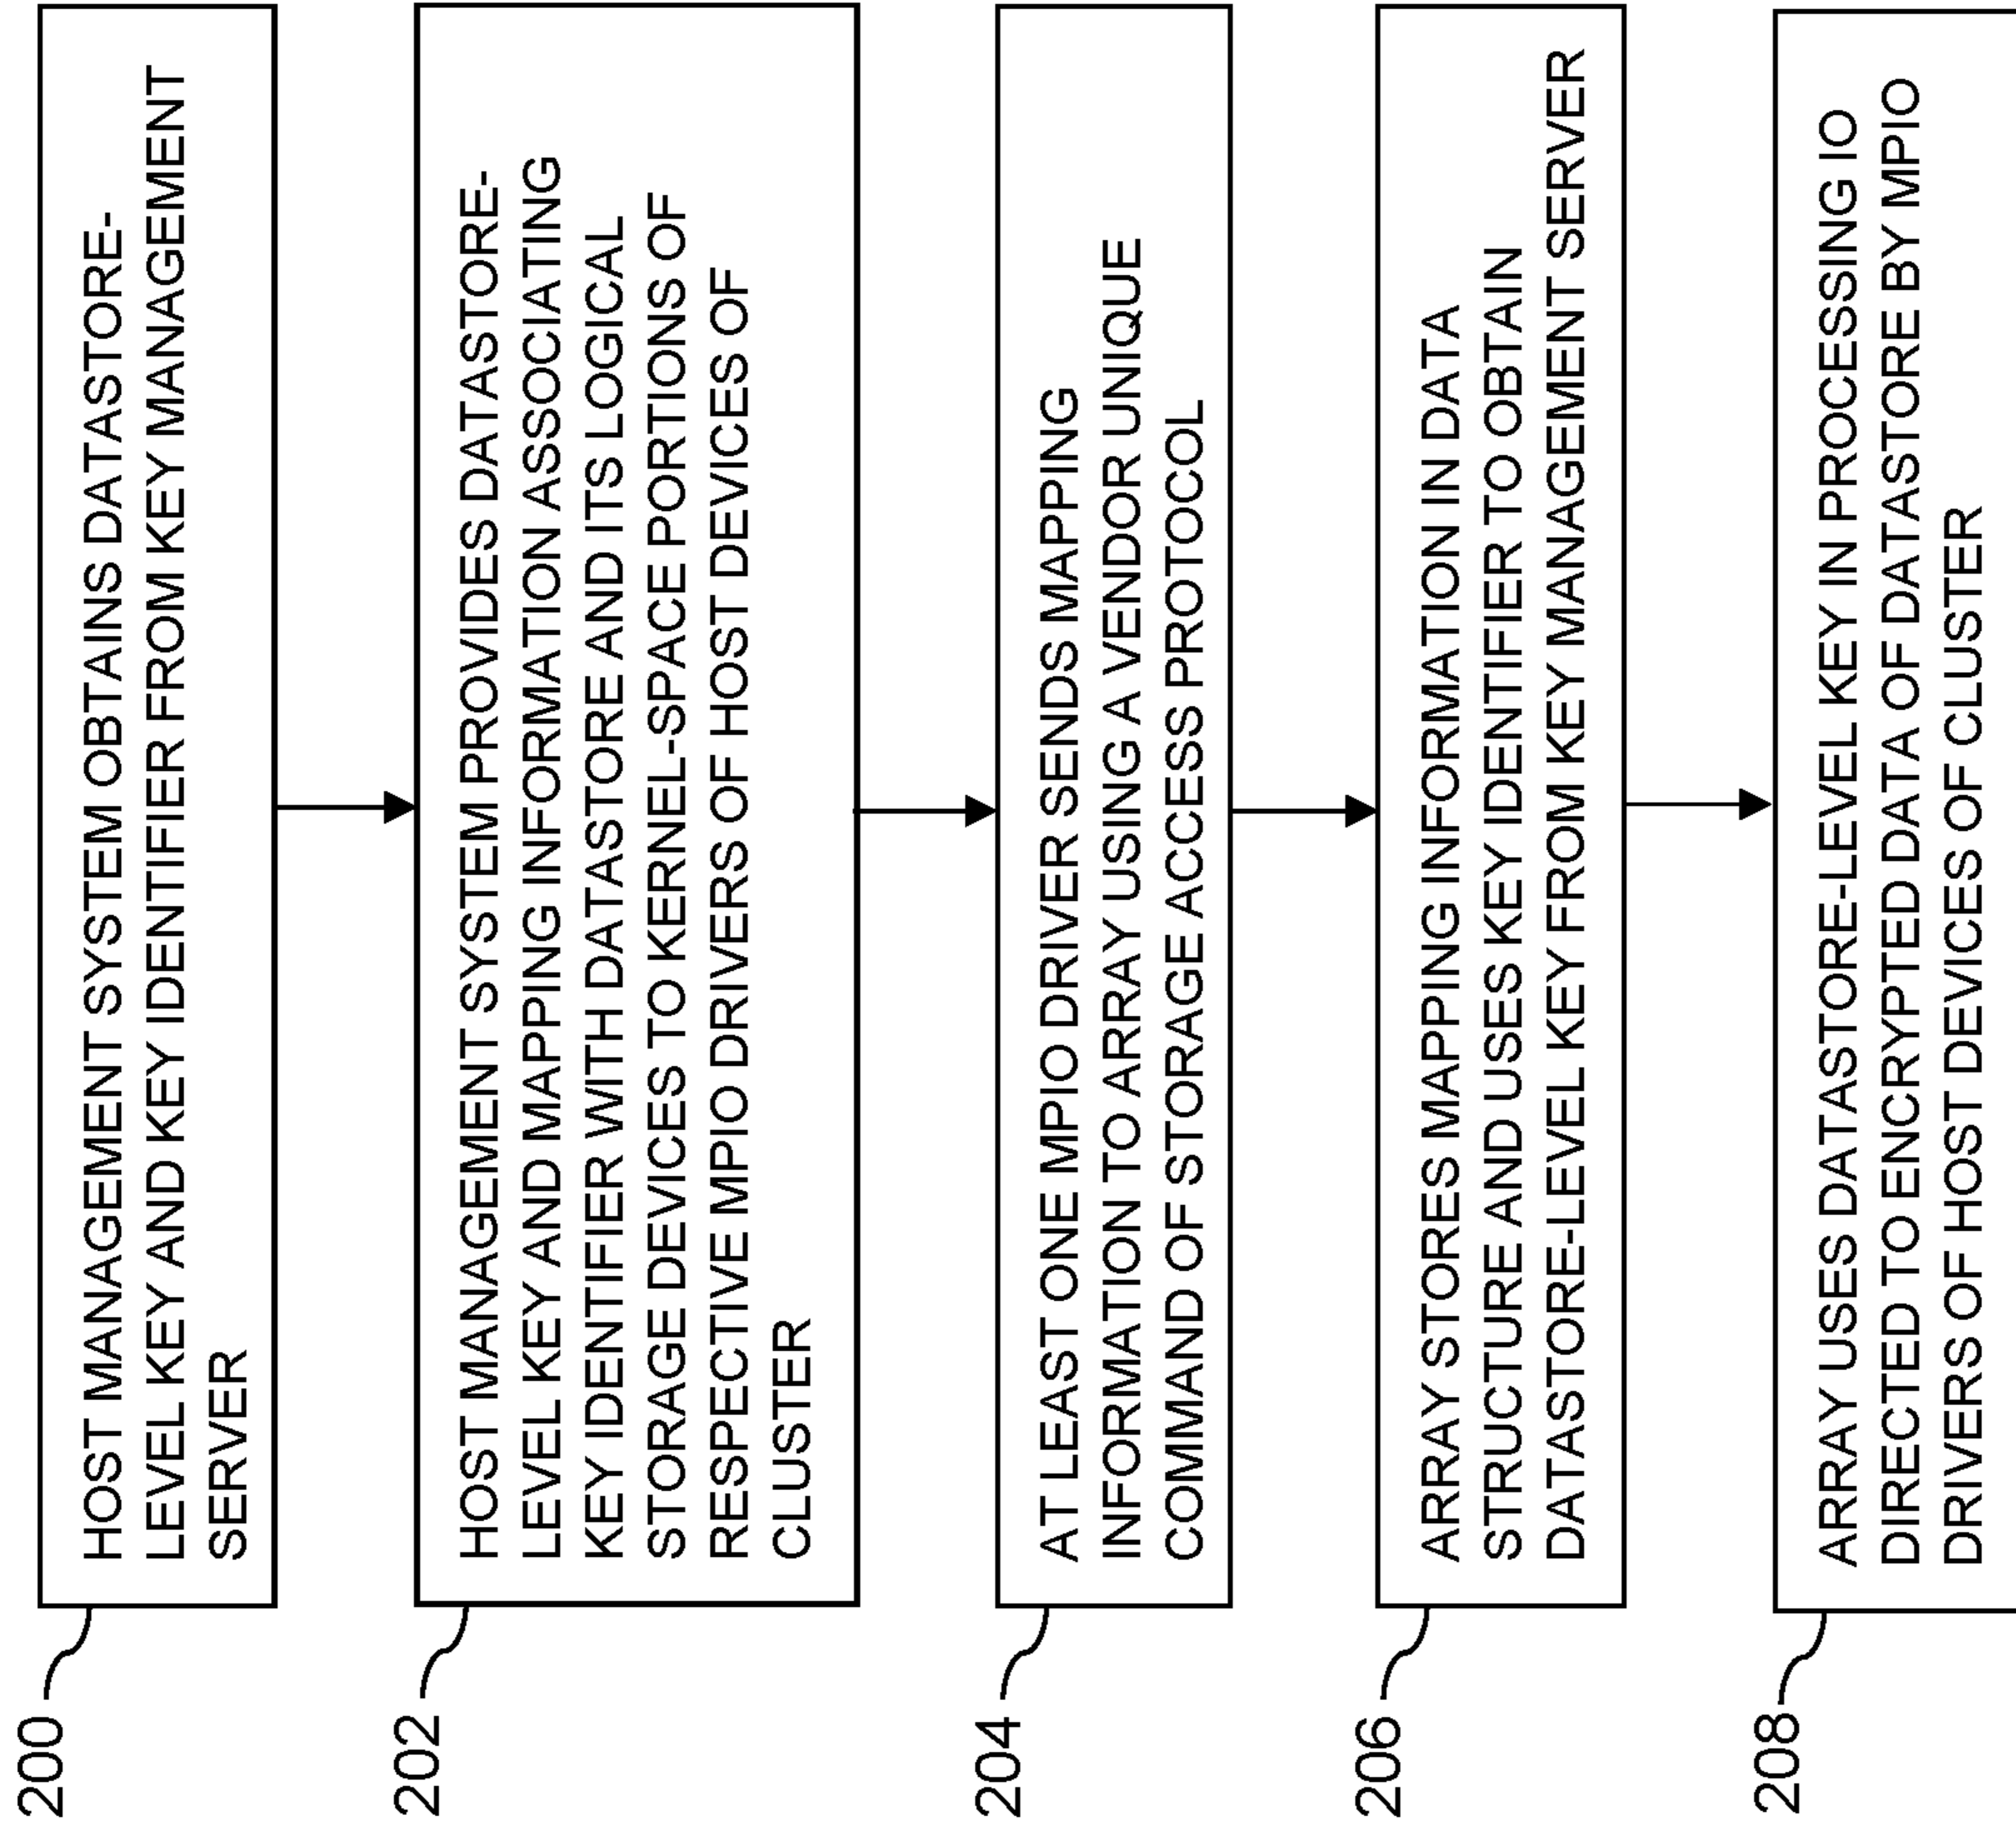 200
HOST MANAGEMENT SYSTEM OBTAINS DATASTORE-
LEVEL KEY AND KEY IDENTIFIER FROM KEY MANAGEMENT
SERVER
202
HOST MANAGEMENT SYSTEM PROVIDES DATASTORE-
LEVEL KEY AND MAPPING INFORMATION ASSOCIATING
KEY IDENTIFIER WITH DATASTORE AND ITS LOGICAL
STORAGE DEVICES TO KERNEL-SPACE PORTIONS OF
RESPECTIVE MPIO DRIVERS OF HOST DEVICES OF
CLUSTER
204
AT LEAST ONE MPIO DRIVER SENDS MAPPING
INFORMATION TO ARRAY USING A VENDOR UNIQUE
COMMAND OF STORAGE ACCESS PROTOCOL
206
ARRAY STORES MAPPING INFORMATION IN DATA
STRUCTURE AND USES KEY IDENTIFIER TO OBTAIN
DATASTORE-LEVEL KEY FROM KEY MANAGEMENT SERVER
208
ARRAY USES DATASTORE-LEVEL KEY IN PROCESSING IO
DIRECTED TO ENCRYPTED DATA OF DATASTORE BY MPIO
DRIVERS OF HOST DEVICES OF CLUSTER